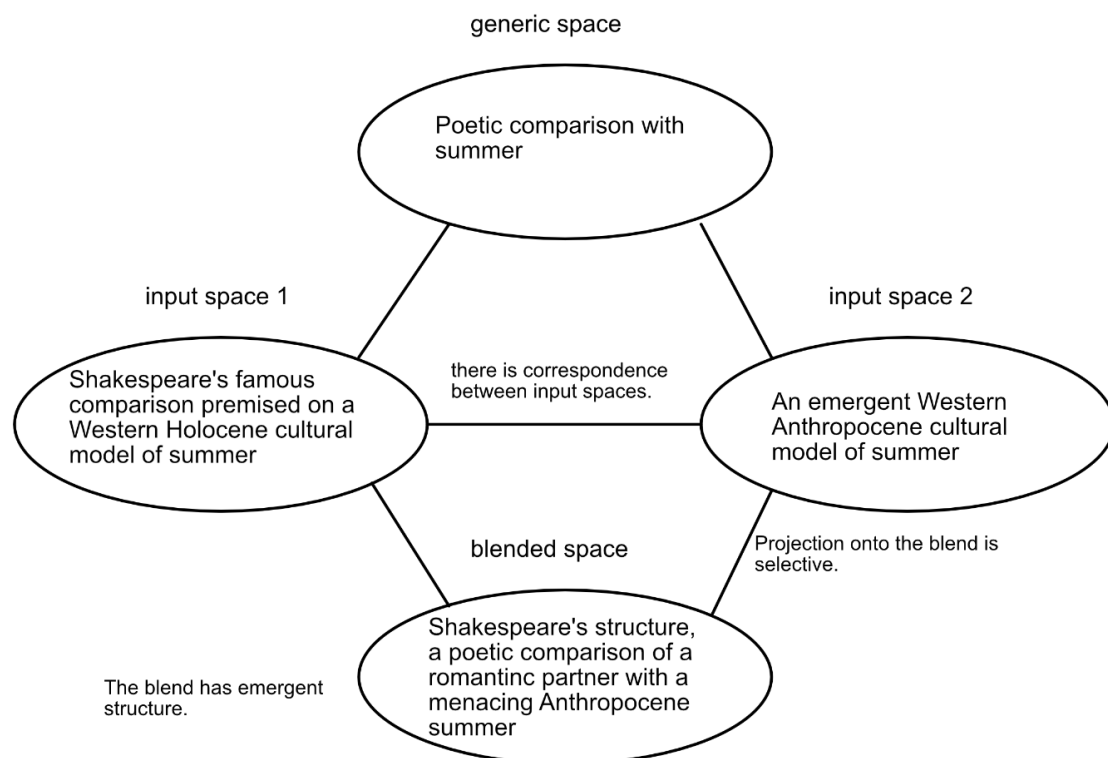 generic space
Poetic comparison with
summer
input space 1
input space 2
Shakespeare's famous
comparison premised on a
Western Holocene cultural
model of summer
there is correspondence
between input spaces.
An emergent Western
Anthropocene cultural
model of summer
blended space
Projection onto the blend is
selective.
Shakespeare's structure,
a poetic comparison of a
romantinc partner with a
menacing Anthropocene
summer
The blend has emergent
structure.